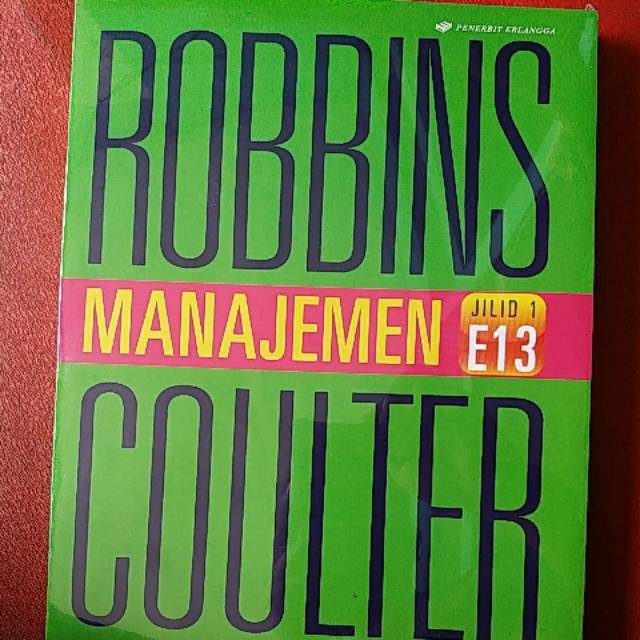 PENERBIT ERLANGGA
ROBBINS
MANAJEMEN
JILID 1
E13
COULTER